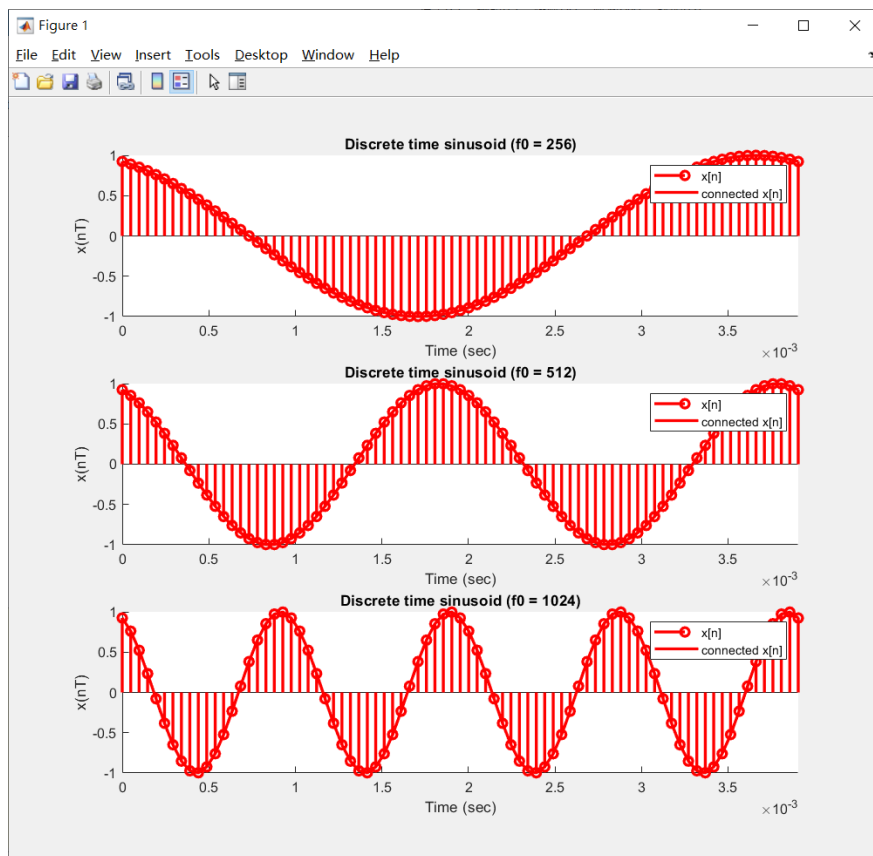 Figure 1
File Edit View Insert Tools Desktop Window Help
Discrete time sinusoid (f0 = 256)
1
0.5
0
-0.5
-1
x(nT)
x[n]
connected x[n]
0 0.5 1 1.5 2 2.5 3 3.5
Time (sec)
×10-3
Discrete time sinusoid (f0 = 512)
1
0.5
0
-0.5
-1
x(nT)
x[n]
connected x[n]
0 0.5 1 1.5 2 2.5 3 3.5
Time (sec)
×10-3
Discrete time sinusoid (f0 = 1024)
1
0.5
0
-0.5
-1
x(nT)
x[n]
connected x[n]
0 0.5 1 1.5 2 2.5 3 3.5
Time (sec)
×10-3